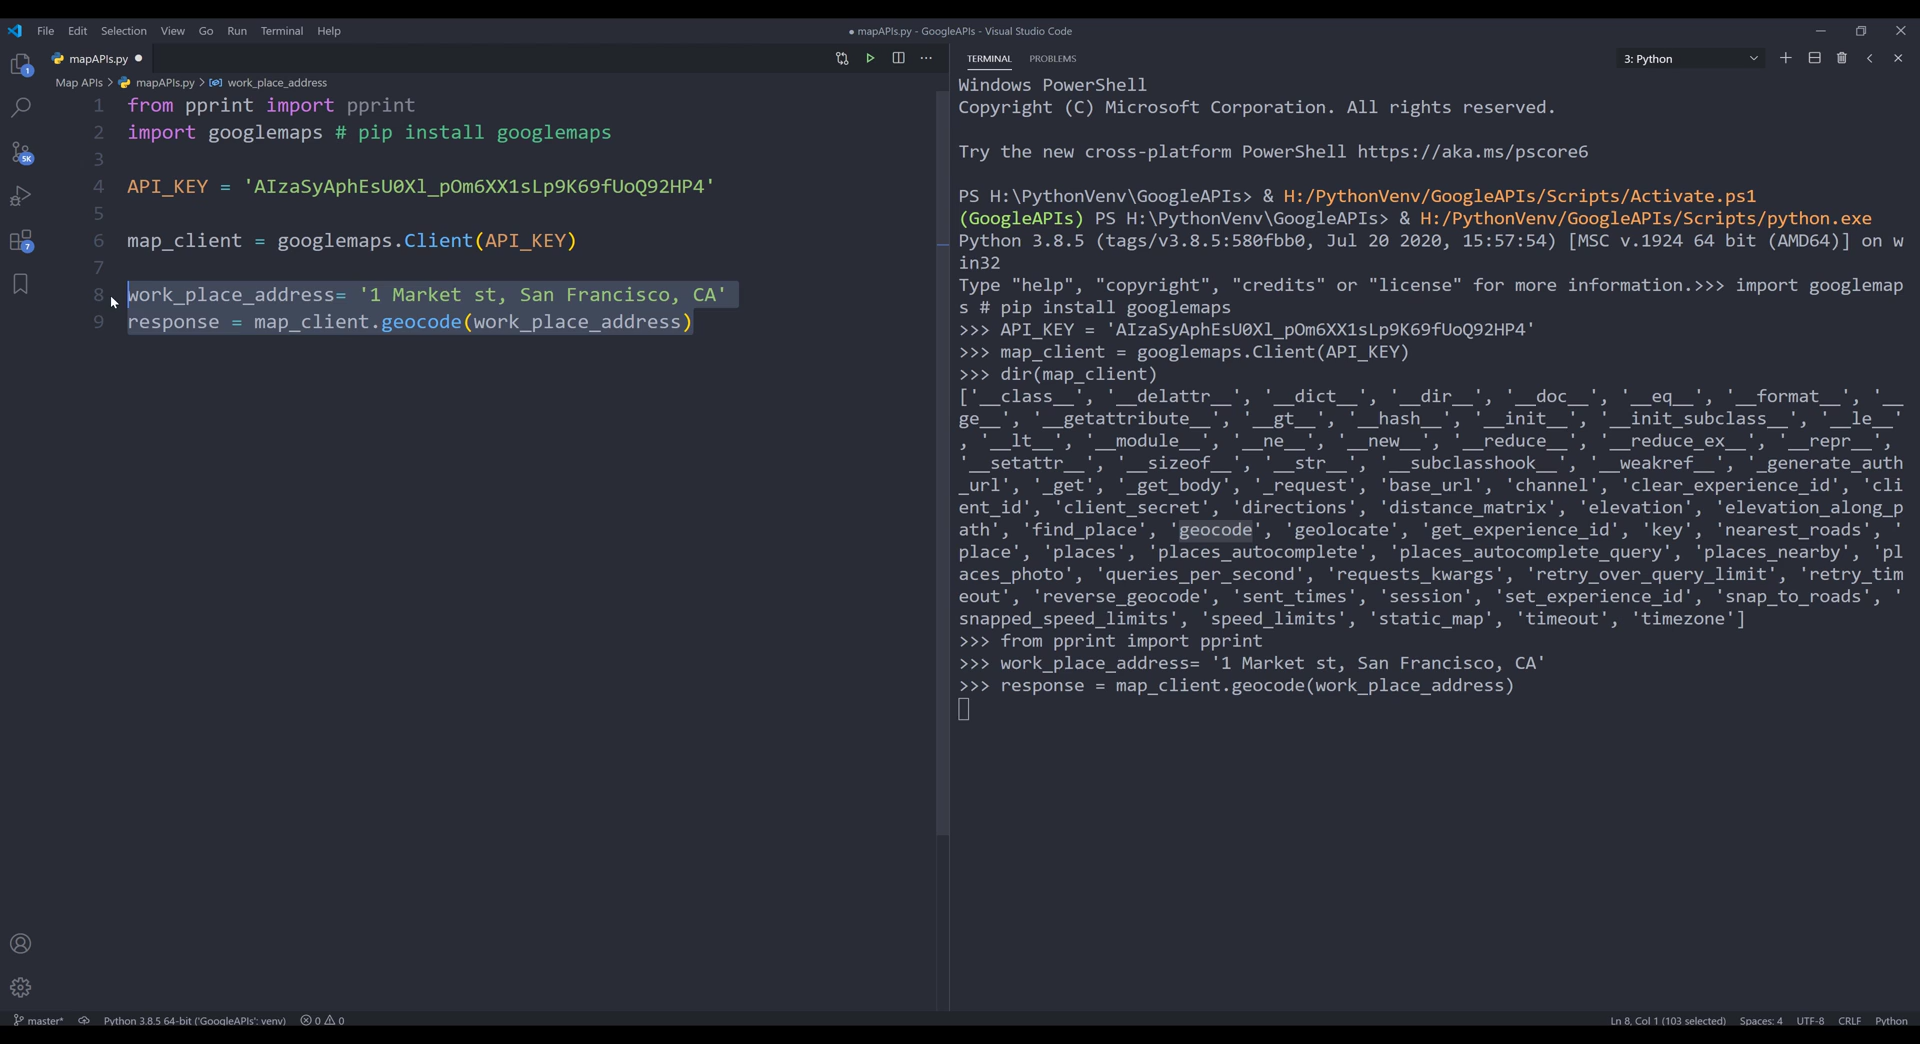 File Edit Selection View Go Run Terminal Help
● mapAPIs.py - GoogleAPIs - Visual Studio Code
mapAPIs.py
Map APIs > mapAPIs.py > work_place_address
1 from pprint import pprint
2 import googlemaps # pip install googlemaps
3
4 API_KEY = 'AIzaSyAphEsU0Xl_pOm6XX1sLp9K69fUoQ92HP4'
5
6 map_client = googlemaps.Client(API_KEY)
7
8 work_place_address= '1 Market st, San Francisco, CA'
9 response = map_client.geocode(work_place_address)
1
5K
7
TERMINAL PROBLEMS
3: Python
Windows PowerShell
Copyright (C) Microsoft Corporation. All rights reserved.
Try the new cross-platform PowerShell https://aka.ms/pscore6
PS H:\PythonVenv\GoogleAPIs> & H:/PythonVenv/GoogleAPIs/Scripts/Activate.ps1
(GoogleAPIs) PS H:\PythonVenv\GoogleAPIs> & H:/PythonVenv/GoogleAPIs/Scripts/python.exe
Python 3.8.5 (tags/v3.8.5:580fbb0, Jul 20 2020, 15:57:54) [MSC v.1924 64 bit (AMD64)] on w
in32
Type "help", "copyright", "credits" or "license" for more information.>>> import googlemap
s # pip install googlemaps
>>> API_KEY = 'AIzaSyAphEsU0Xl_pOm6XX1sLp9K69fUoQ92HP4'
>>> map_client = googlemaps.Client(API_KEY)
>>> dir(map_client)
['__class__', '__delattr__', '__dict__', '__dir__', '__doc__', '__eq__', '__format__', '__
ge__', '__getattribute__', '__gt__', '__hash__', '__init__', '__init_subclass__', '__le__'
, '__lt__', '__module__', '__ne__', '__new__', '__reduce__', '__reduce_ex__', '__repr__',
'__setattr__', '__sizeof__', '__str__', '__subclasshook__', '__weakref__', '_generate_auth
_url', '_get', '_get_body', '_request', 'base_url', 'channel', 'clear_experience_id', 'cli
ent_id', 'client_secret', 'directions', 'distance_matrix', 'elevation', 'elevation_along_p
ath', 'find_place', 'geocode', 'geolocate', 'get_experience_id', 'key', 'nearest_roads', '
place', 'places', 'places_autocomplete', 'places_autocomplete_query', 'places_nearby', 'pl
aces_photo', 'queries_per_second', 'requests_kwargs', 'retry_over_query_limit', 'retry_tim
eout', 'reverse_geocode', 'sent_times', 'session', 'set_experience_id', 'snap_to_roads', '
snapped_speed_limits', 'speed_limits', 'static_map', 'timeout', 'timezone']
>>> from pprint import pprint
>>> work_place_address= '1 Market st, San Francisco, CA'
>>> response = map_client.geocode(work_place_address)
master* Python 3.8.5 64-bit ('GoogleAPIs': venv) 0 0
Ln 8, Col 1 (103 selected) Spaces: 4 UTF-8 CRLF Python